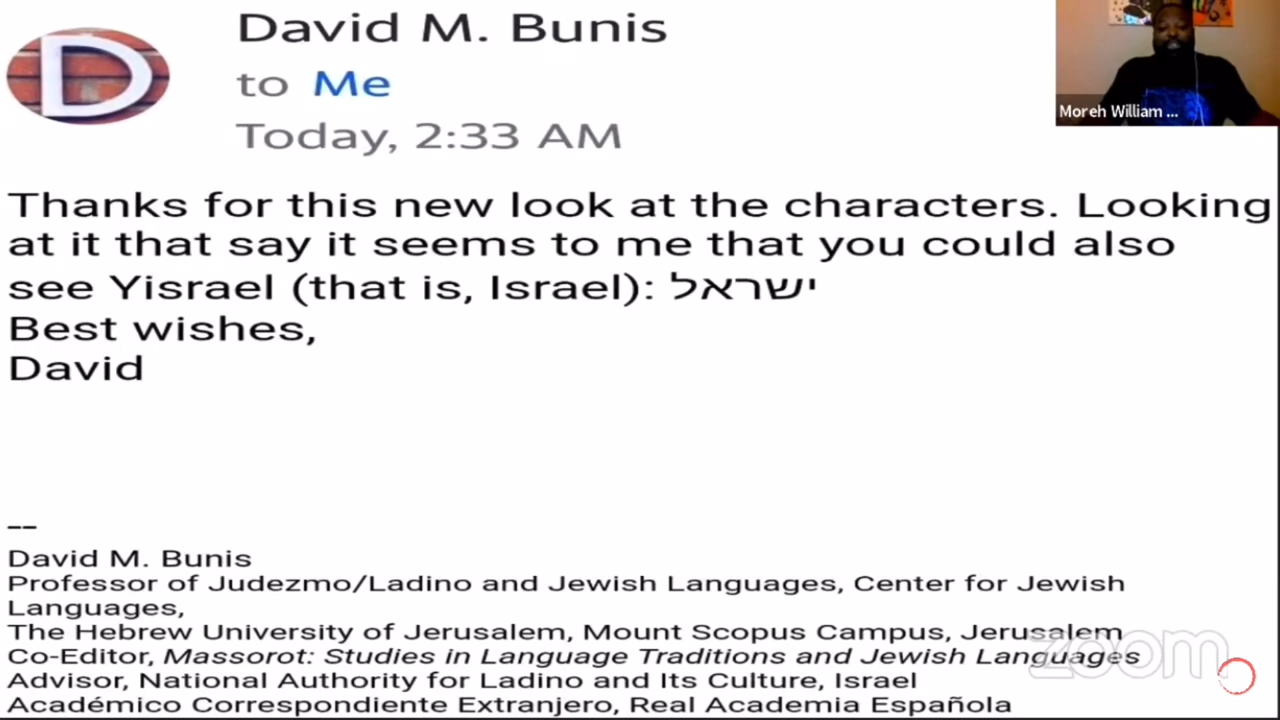 D
David M. Bunis
to Me
Today, 2:33 AM
Moreh William ...
Thanks for this new look at the characters. Looking
at it that say it seems to me that you could also
see Yisrael (that is, Israel): ישראל
Best wishes,
David
--
David M. Bunis
Professor of Judezmo/Ladino and Jewish Languages, Center for Jewish
Languages,
The Hebrew University of Jerusalem, Mount Scopus Campus, Jerusalem
Co-Editor, Massorot: Studies in Language Traditions and Jewish Languages
Advisor, National Authority for Ladino and Its Culture, Israel
Académico Correspondiente Extranjero, Real Academia Española
zoom